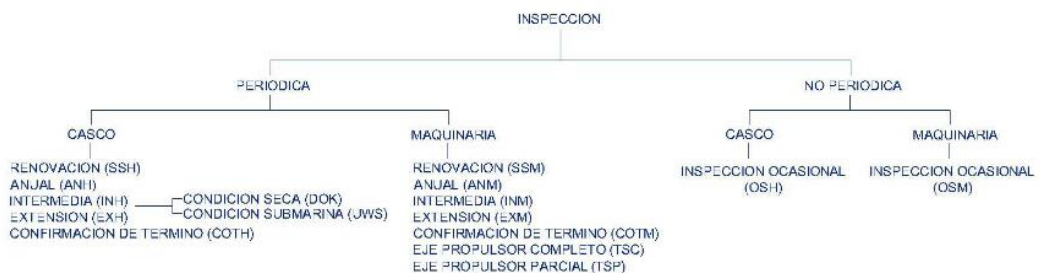 INSPECCION
PERIODICA
NO PERIODICA
CASCO
MAQUINARIA
CASCO
MAQUINARIA
RENOVACION (SSH)
ANUAL (ANH)
INTERMEDIA (INH)
EXTENSION (EXH)
CONFIRMACION DE TERMINO (COTH)
CONDICION SECA (DOK)
CONDICION SUBMARINA (UWS)
RENOVACION (SSM)
ANUAL (ANM)
INTERMEDIA (INM)
EXTENSION (EXM)
CONFIRMACION DE TERMINO (COTM)
EJE PROPULSOR COMPLETO (TSC)
EJE PROPULSOR PARCIAL (TSP)
INSPECCION OCASIONAL
(OSH)
INSPECCION OCASIONAL
(OSM)